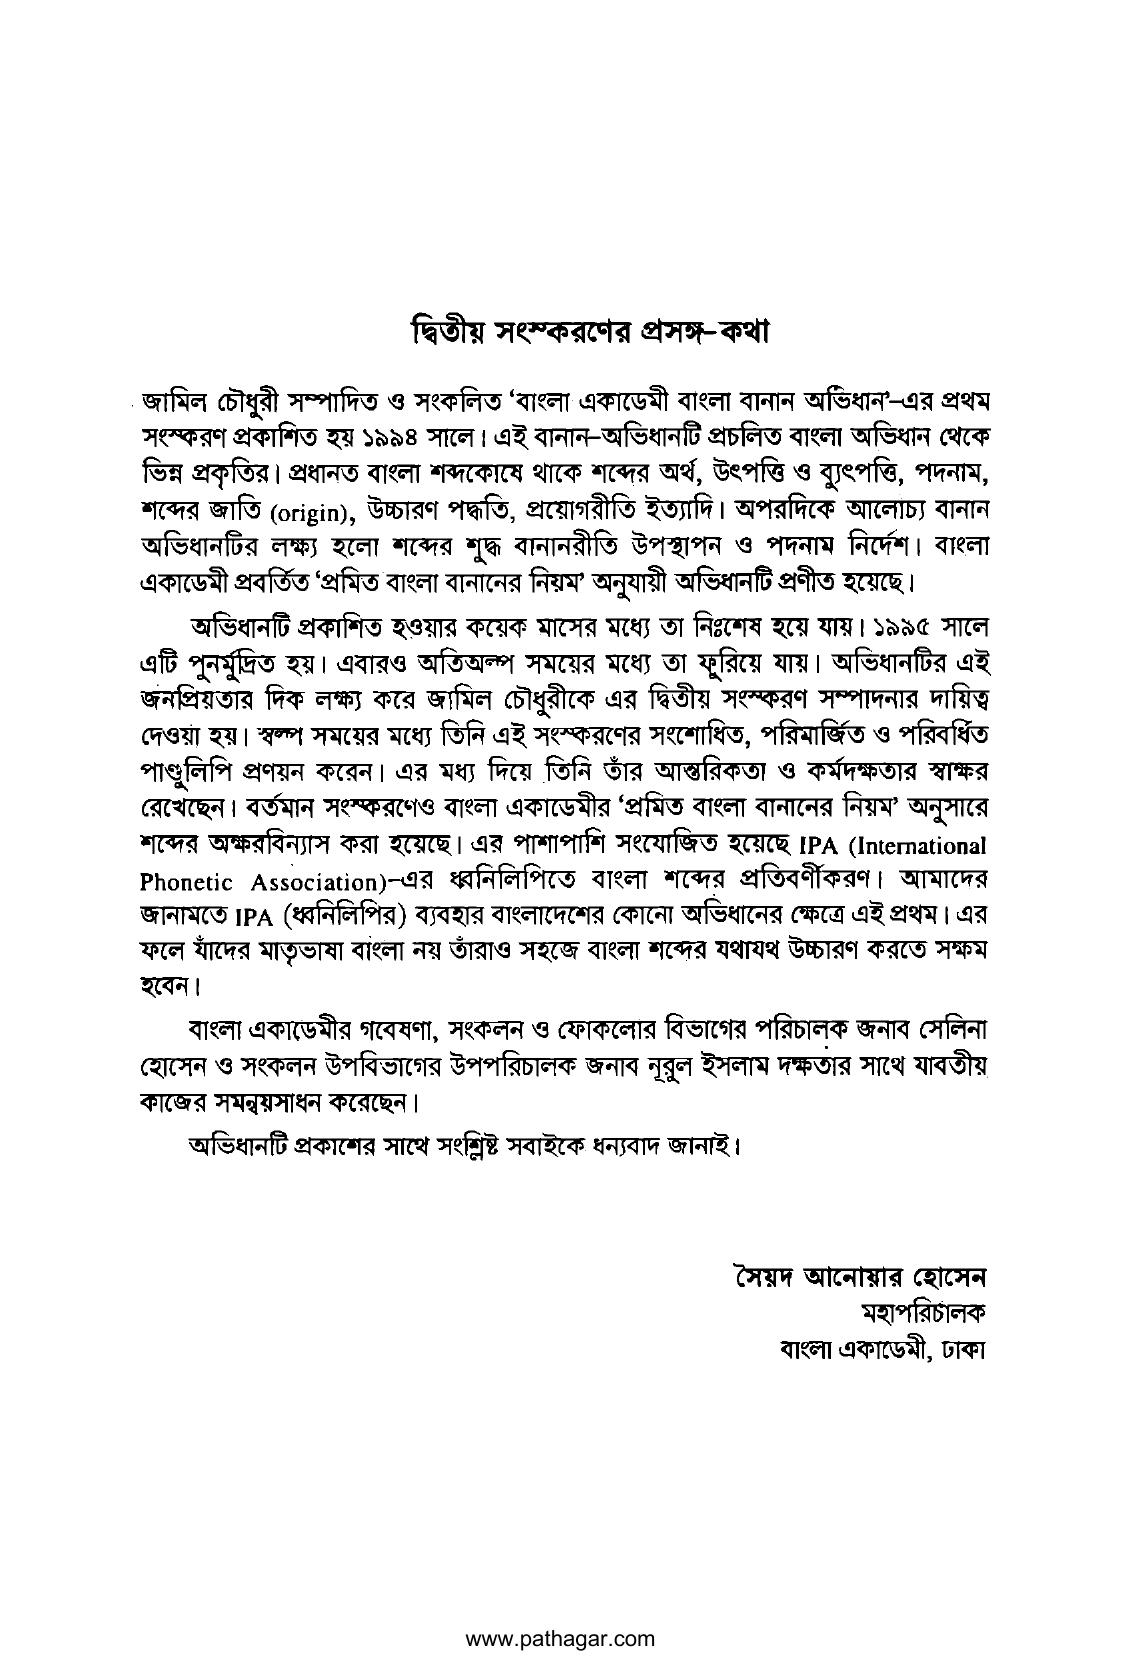 দ্বিতীয় সংস্করণের প্রসঙ্গ-কথা
জামিল চৌধুরী সম্পাদিত ও সংকলিত ‘বাংলা একাডেমী বাংলা বানান অভিধান’-এর প্রথম
সংস্করণ প্রকাশিত হয় ১৯৯৪ সালে। এই বানান-অভিধানটি প্রচলিত বাংলা অভিধান থেকে
ভিন্ন প্রকৃতির। প্রধানত বাংলা শব্দকোষে থাকে শব্দের অর্থ, উৎপত্তি ও ব্যুৎপত্তি, পদনাম,
শব্দের জাতি (origin), উচ্চারণ পদ্ধতি, প্রয়োগরীতি ইত্যাদি। অপরদিকে আলোচ্য বানান
অভিধানটির লক্ষ্য হলো শব্দের শুদ্ধ বানানরীতি উপস্থাপন ও পদনাম নির্দেশ। বাংলা
একাডেমী প্রবর্তিত ‘প্রমিত বাংলা বানানের নিয়ম’ অনুযায়ী অভিধানটি প্রণীত হয়েছে।
অভিধানটি প্রকাশিত হওয়ার কয়েক মাসের মধ্যে তা নিঃশেষ হয়ে যায়। ১৯৯৫ সালে
এটি পুনর্মুদ্রিত হয়। এবারও অতিঅল্প সময়ের মধ্যে তা ফুরিয়ে যায়। অভিধানটির এই
জনপ্রিয়তার দিক লক্ষ্য করে জামিল চৌধুরীকে এর দ্বিতীয় সংস্করণ সম্পাদনার দায়িত্ব
দেওয়া হয়। স্বল্প সময়ের মধ্যে তিনি এই সংস্করণের সংশোধিত, পরিমার্জিত ও পরিবর্ধিত
পাণ্ডুলিপি প্রণয়ন করেন। এর মধ্য দিয়ে তিনি তাঁর আন্তরিকতা ও কর্মদক্ষতার স্বাক্ষর
রেখেছেন। বর্তমান সংস্করণেও বাংলা একাডেমীর ‘প্রমিত বাংলা বানানের নিয়ম’ অনুসারে
শব্দের অক্ষরবিন্যাস করা হয়েছে। এর পাশাপাশি সংযোজিত হয়েছে IPA (International
Phonetic Association)-এর ধ্বনিলিপিতে বাংলা শব্দের প্রতিবর্ণীকরণ। আমাদের
জানামতে IPA (ধ্বনিলিপির) ব্যবহার বাংলাদেশের কোনো অভিধানের ক্ষেত্রে এই প্রথম। এর
ফলে যাঁদের মাতৃভাষা বাংলা নয় তাঁরাও সহজে বাংলা শব্দের যথাযথ উচ্চারণ করতে সক্ষম
হবেন।
বাংলা একাডেমীর গবেষণা, সংকলন ও ফোকলোর বিভাগের পরিচালক জনাব সেলিনা
হোসেন ও সংকলন উপবিভাগের উপপরিচালক জনাব নূরুল ইসলাম দক্ষতার সাথে যাবতীয়
কাজের সমন্বয়সাধন করেছেন।
অভিধানটি প্রকাশের সাথে সংশ্লিষ্ট সবাইকে ধন্যবাদ জানাই।
সৈয়দ আনোয়ার হোসেন
মহাপরিচালক
বাংলা একাডেমী, ঢাকা
www.pathagar.com